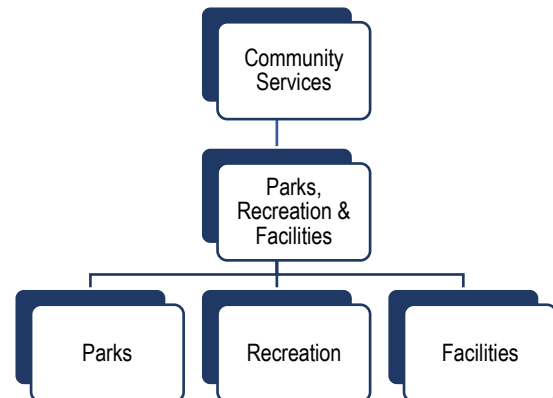 Community
Services
Parks,
Recreation &
Facilities
Parks
Recreation
Facilities